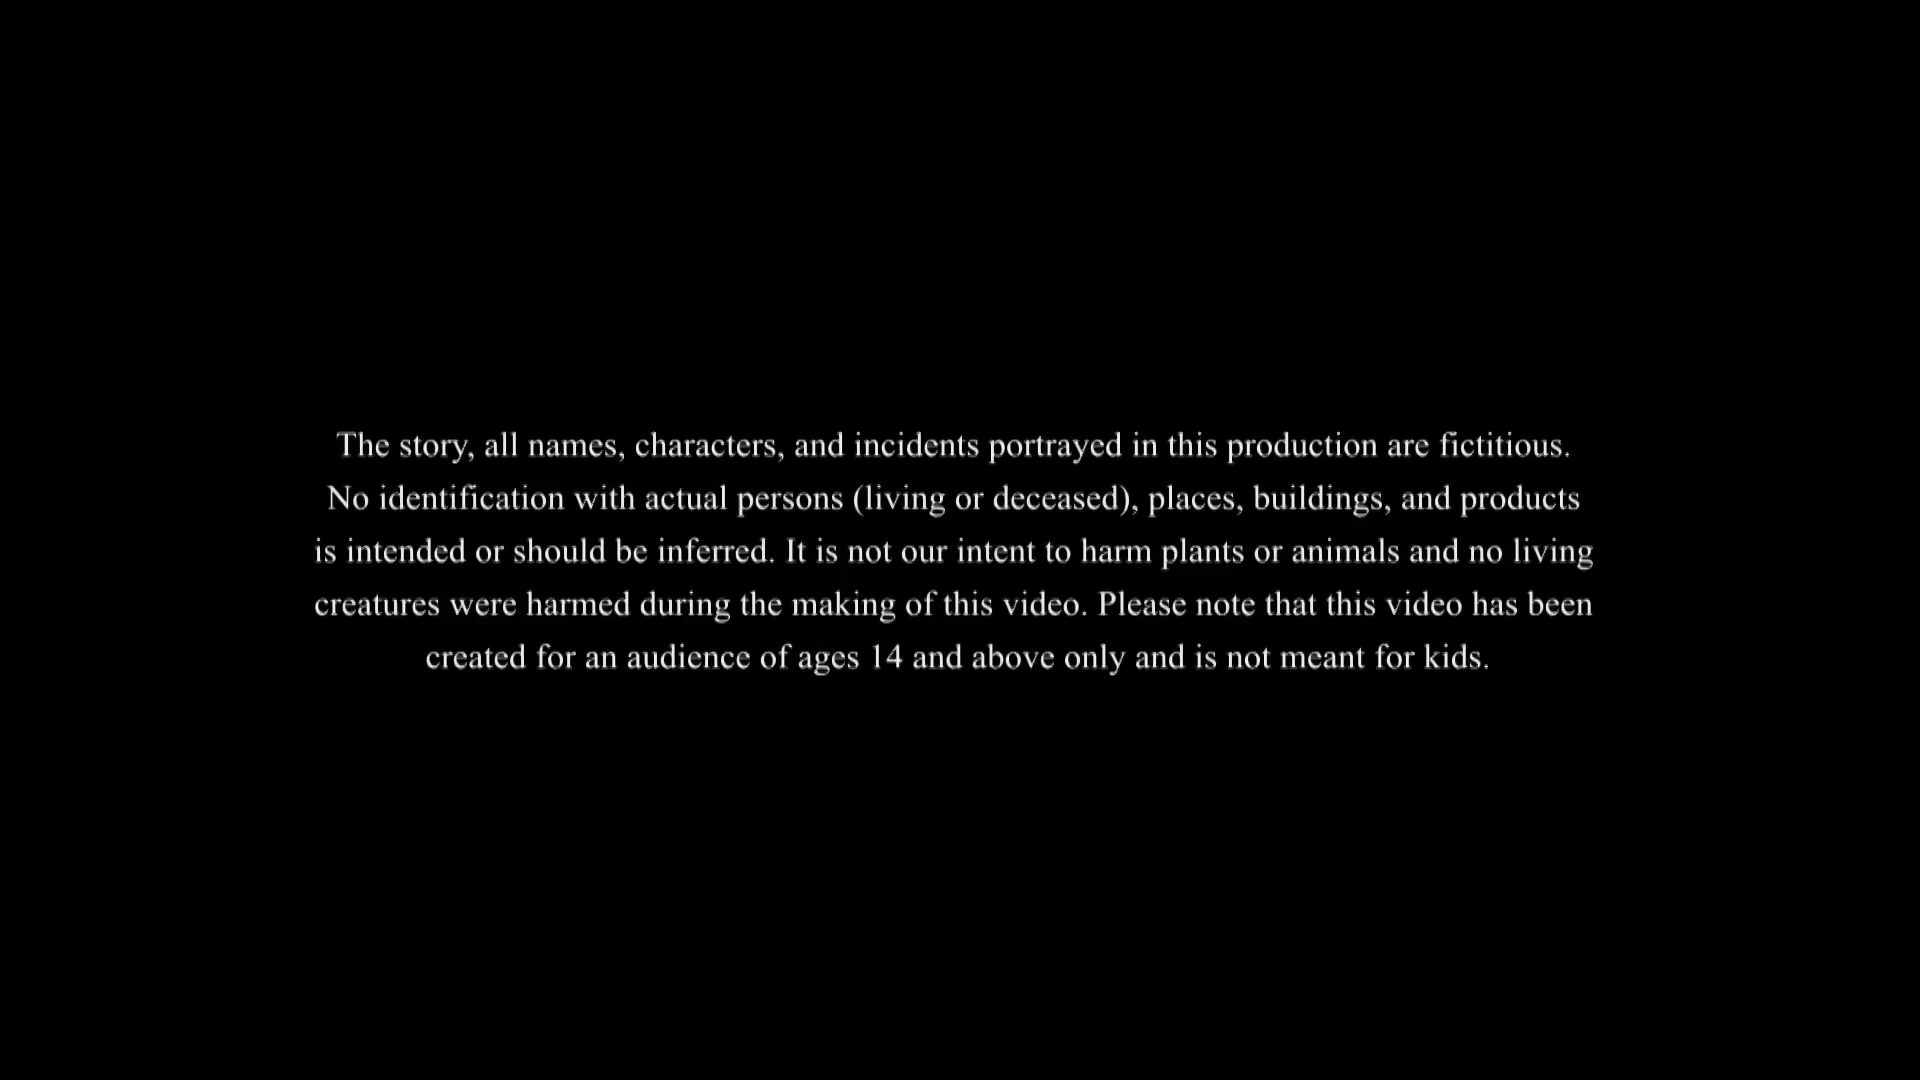 The story, all names, characters, and incidents portrayed in this production are fictitious.
No identification with actual persons (living or deceased), places, buildings, and products
is intended or should be inferred. It is not our intent to harm plants or animals and no living
creatures were harmed during the making of this video. Please note that this video has been
created for an audience of ages 14 and above only and is not meant for kids.